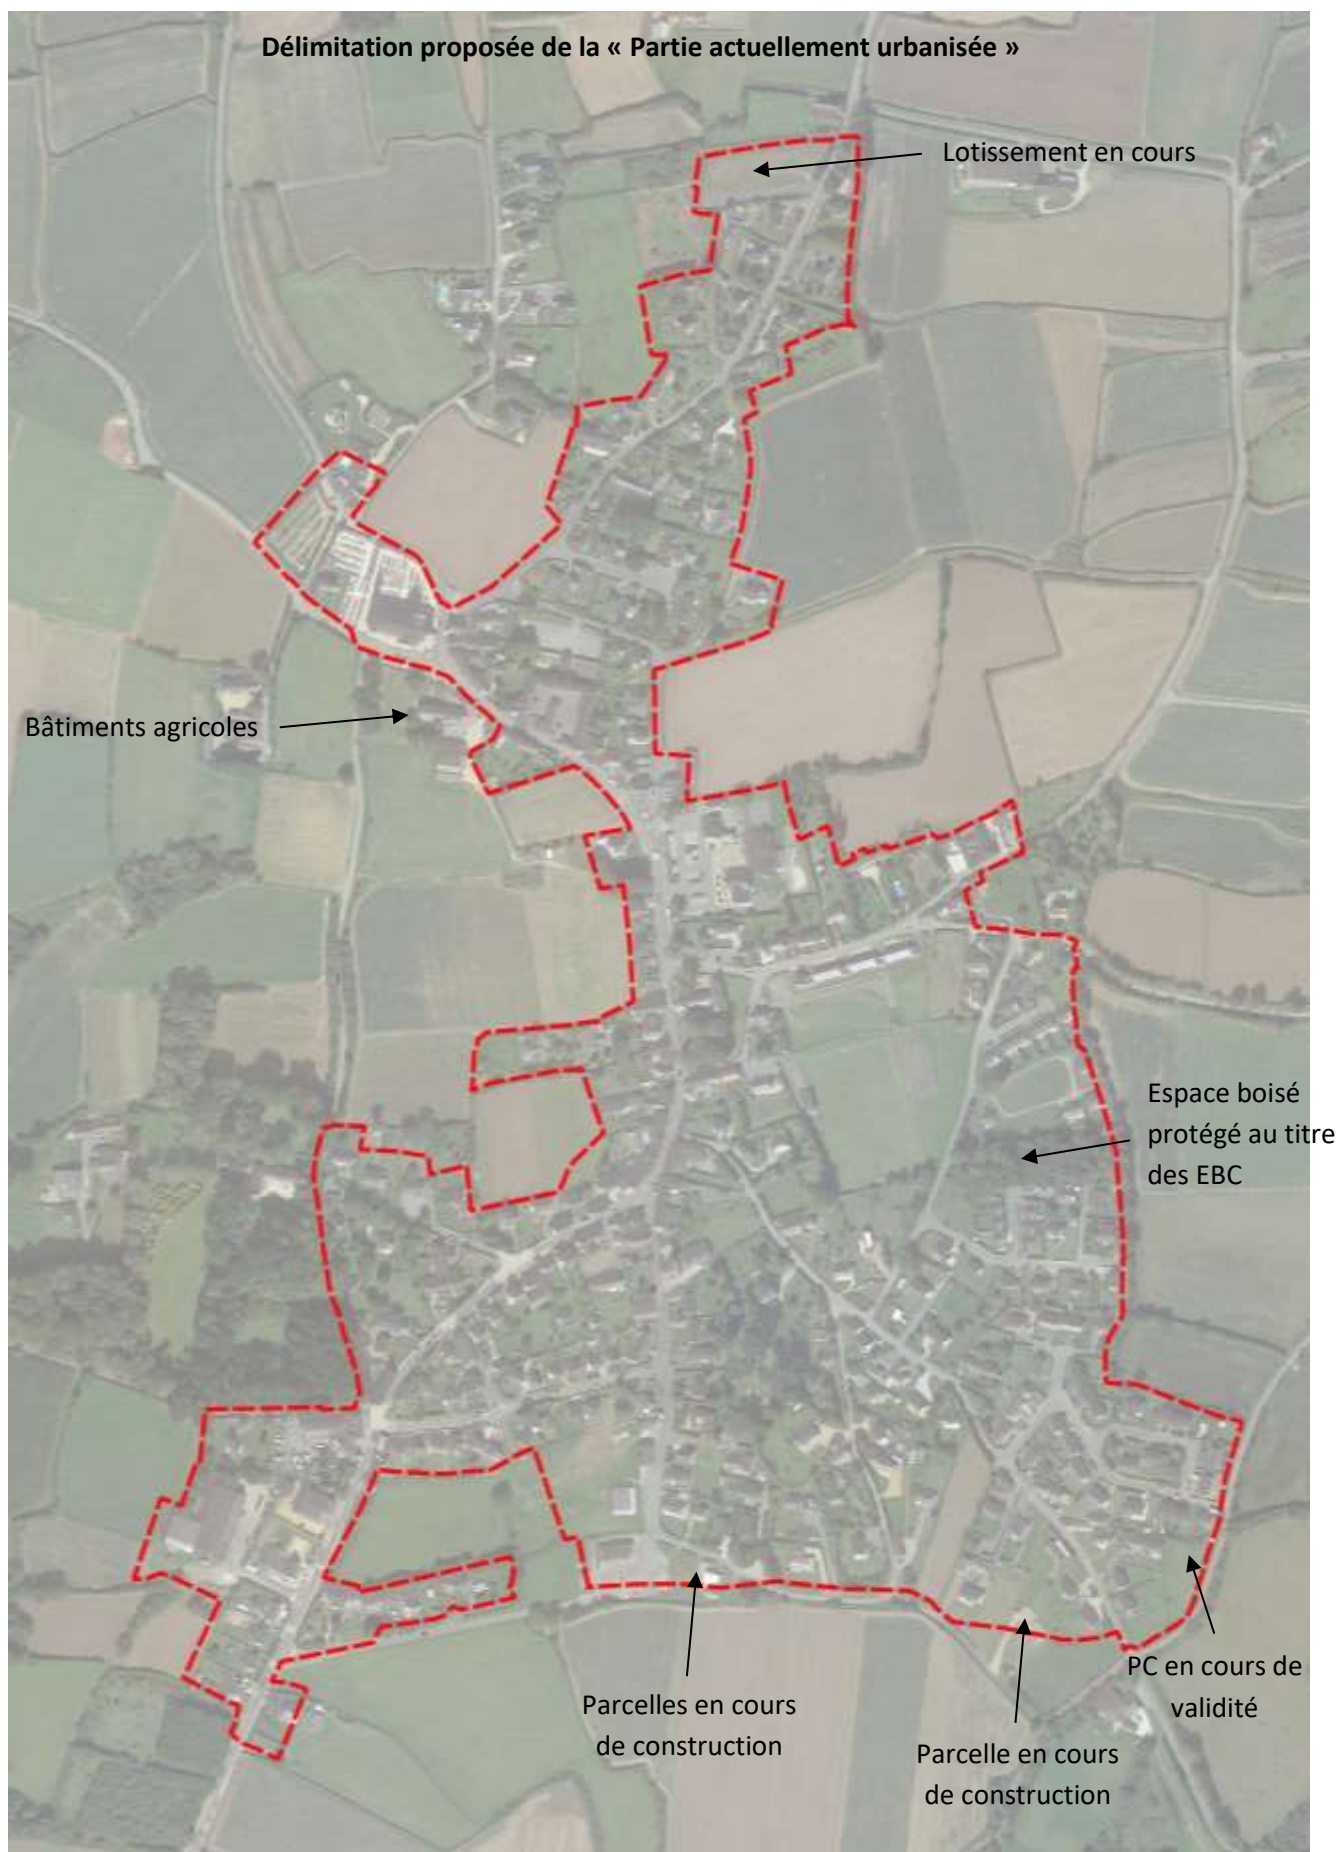 Délimitation proposée de la « Partie actuellement urbanisée »
Lotissement en cours
Bâtiments agricoles
Espace boisé
protégé au titre
des EBC
PC en cours de
validité
Parcelles en cours
de construction
Parcelle en cours
de construction